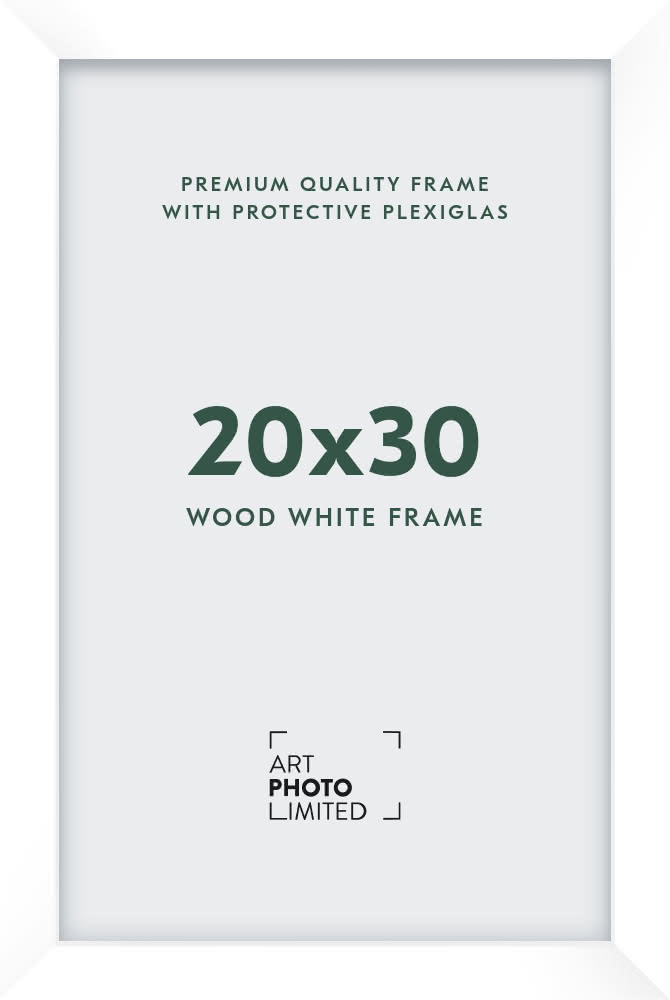 PREMIUM QUALITY FRAME
WITH PROTECTIVE PLEXIGLAS
20x30
WOOD WHITE FRAME
ART
PHOTO
LIMITED